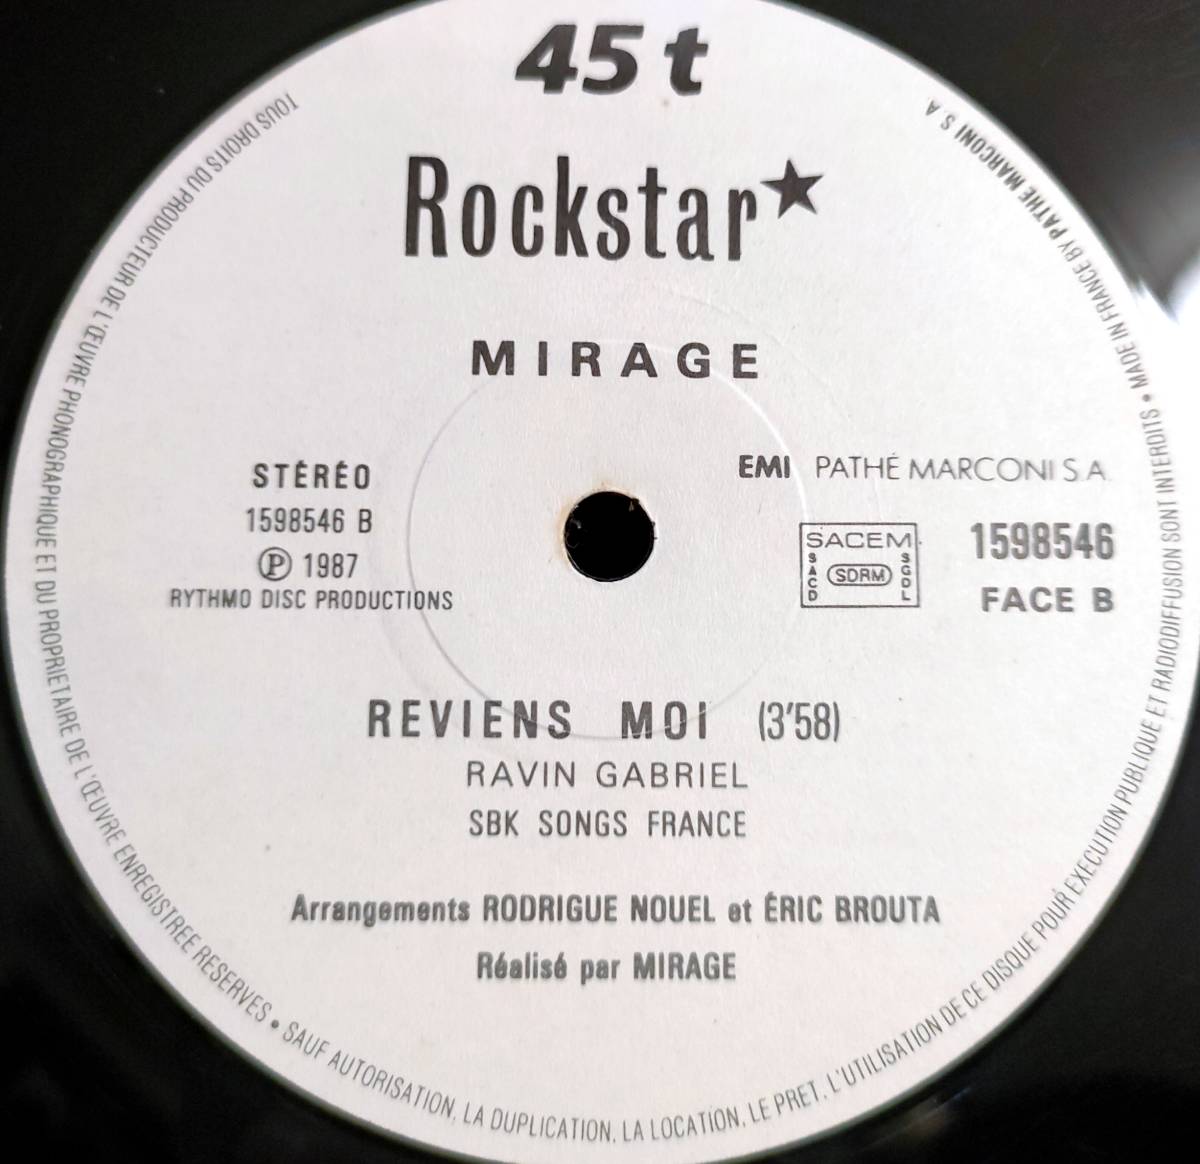 45 t
Rockstar★
MIRAGE
STÉRÉO
1598546 B
Ⓟ 1987
RYTHMO DISC PRODUCTIONS
EMI PATHÉ MARCONI S.A.
SACEM
SACD
SDRM
SGDL
1598546
FACE B
REVIENS MOI (3'58)
RAVIN GABRIEL
SBK SONGS FRANCE
Arrangements RODRIGUE NOUEL et ÉRIC BROUTA
Réalisé par MIRAGE
TOUS DROITS DU PRODUCTEUR DE L'ŒUVRE PHONOGRAPHIQUE ET DU PROPRIETAIRE DE L'ŒUVRE ENREGISTREE RESERVES • SAUF AUTORISATION, LA DUPLICATION, LA LOCATION, LE PRET, L'UTILISATION DE CE DISQUE POUR EXECUTION PUBLIQUE ET RADIODIFFUSION SONT INTERDITS • MADE IN FRANCE BY PATHE MARCONI S.A